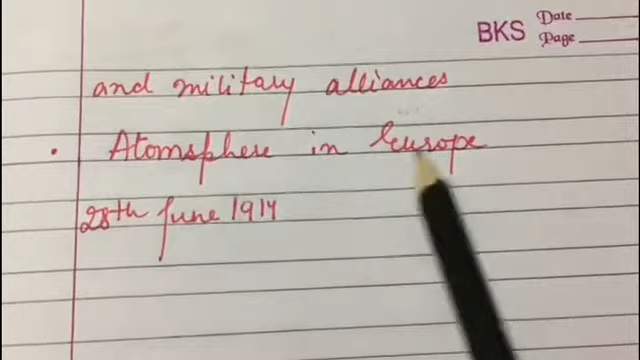 BKS Date
Page
and military alliances
. Atomsphere in Europe
28th June 1914